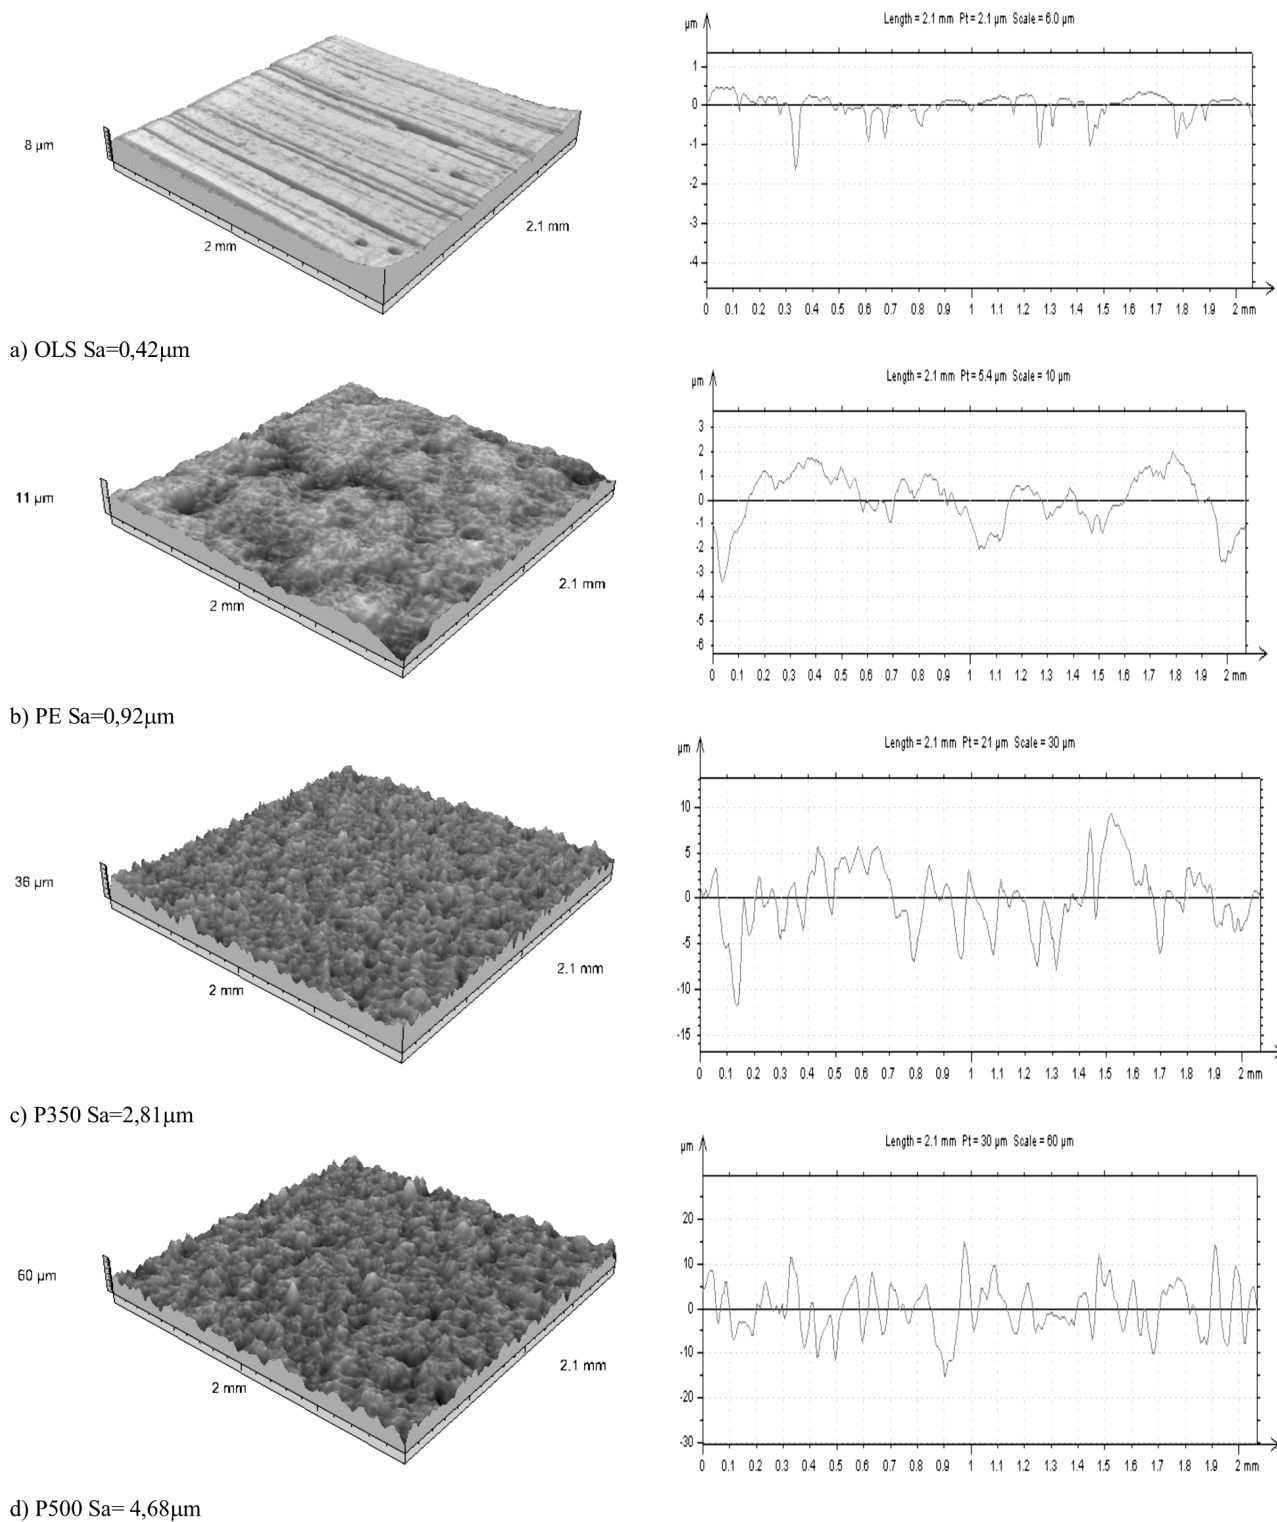 Length = 2.1 mm Pt = 2.1 µm Scale = 6.0 µm
µm
1
0
-1
-2
-3
-4
0 0.1 0.2 0.3 0.4 0.5 0.6 0.7 0.8 0.9 1 1.1 1.2 1.3 1.4 1.5 1.6 1.7 1.8 1.9 2 mm
8 µm
2 mm
2.1 mm
a) OLS Sa=0,42µm
Length = 2.1 mm Pt = 5.4 µm Scale = 10 µm
µm
3
2
1
0
-1
-2
-3
-4
-5
-6
0 0.1 0.2 0.3 0.4 0.5 0.6 0.7 0.8 0.9 1 1.1 1.2 1.3 1.4 1.5 1.6 1.7 1.8 1.9 2 mm
11 µm
2 mm
2.1 mm
b) PE Sa=0,92µm
Length = 2.1 mm Pt = 21 µm Scale = 30 µm
µm
10
5
0
-5
-10
-15
0 0.1 0.2 0.3 0.4 0.5 0.6 0.7 0.8 0.9 1 1.1 1.2 1.3 1.4 1.5 1.6 1.7 1.8 1.9 2 mm
36 µm
2 mm
2.1 mm
c) P350 Sa=2,81µm
Length = 2.1 mm Pt = 30 µm Scale = 60 µm
µm
20
10
0
-10
-20
-30
0 0.1 0.2 0.3 0.4 0.5 0.6 0.7 0.8 0.9 1 1.1 1.2 1.3 1.4 1.5 1.6 1.7 1.8 1.9 2 mm
60 µm
2 mm
2.1 mm
d) P500 Sa= 4,68µm